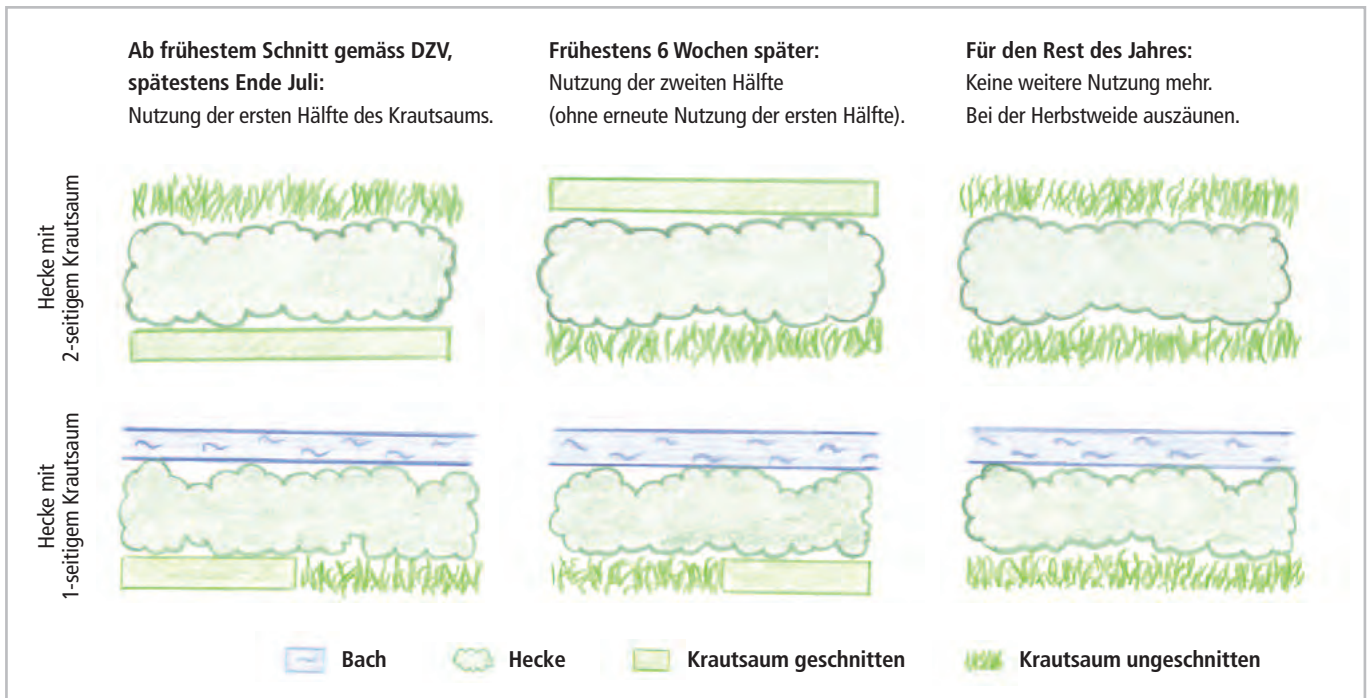 Ab frühestem Schnitt gemäss DZV,
spätestens Ende Juli:
Nutzung der ersten Hälfte des Krautsaums.
Frühestens 6 Wochen später:
Nutzung der zweiten Hälfte
(ohne erneute Nutzung der ersten Hälfte).
Für den Rest des Jahres:
Keine weitere Nutzung mehr.
Bei der Herbstweide auszäunen.
Hecke mit
2-seitigem Krautsaum
Hecke mit
1-seitigem Krautsaum
Bach
Hecke
Krautsaum geschnitten
Krautsaum ungeschnitten